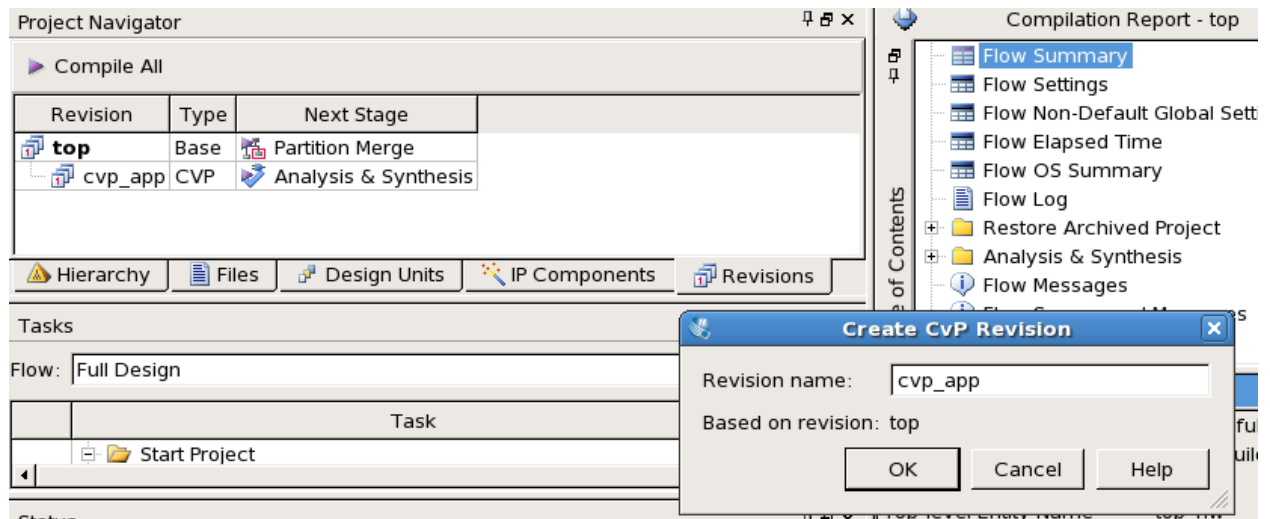 Project Navigator
Compile All
Revision Type Next Stage
top Base Partition Merge
cvp_app CVP Analysis & Synthesis
Hierarchy Files Design Units IP Components Revisions
Tasks
Flow: Full Design
Task
Start Project
Compilation Report - top
Flow Summary
Flow Settings
Flow Non-Default Global Setti
Flow Elapsed Time
Flow OS Summary
Flow Log
Restore Archived Project
Analysis & Synthesis
Flow Messages
e of Contents
Create CvP Revision
Revision name: cvp_app
Based on revision: top
OK Cancel Help